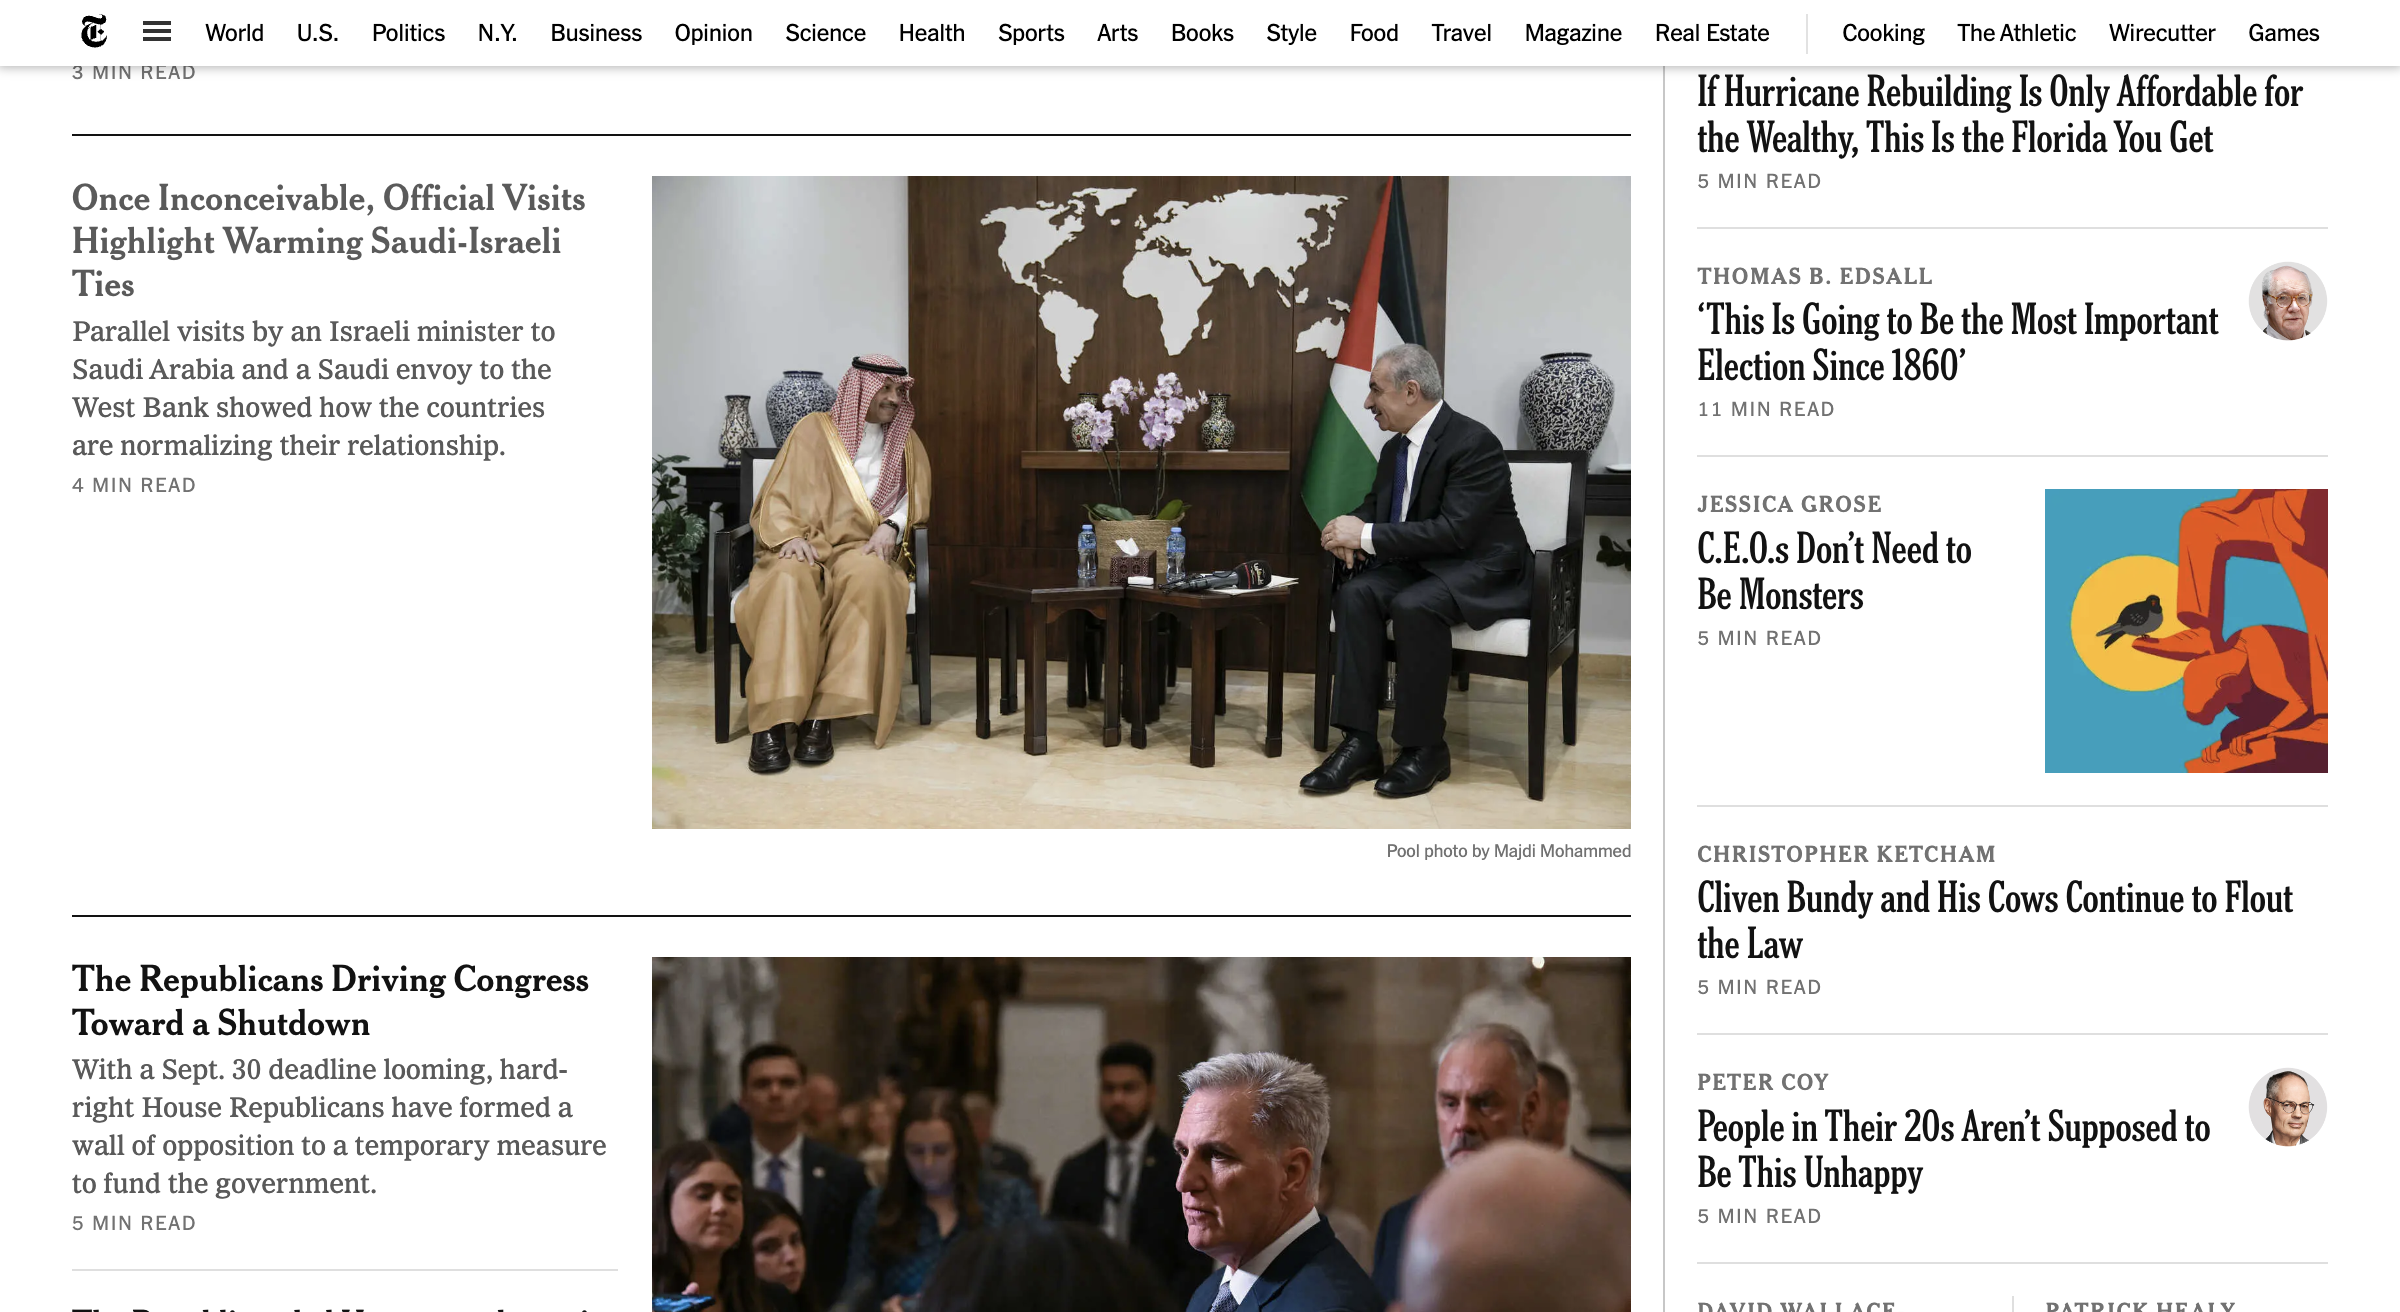 World U.S. Politics N.Y. Business Opinion Science Health Sports Arts Books Style Food Travel Magazine Real Estate Cooking The Athletic Wirecutter Games
3 MIN READ
Once Inconceivable, Official Visits
Highlight Warming Saudi-Israeli
Ties
Parallel visits by an Israeli minister to
Saudi Arabia and a Saudi envoy to the
West Bank showed how the countries
are normalizing their relationship.
4 MIN READ
Pool photo by Majdi Mohammed
The Republicans Driving Congress
Toward a Shutdown
With a Sept. 30 deadline looming, hard-
right House Republicans have formed a
wall of opposition to a temporary measure
to fund the government.
5 MIN READ
If Hurricane Rebuilding Is Only Affordable for
the Wealthy, This Is the Florida You Get
5 MIN READ
THOMAS B. EDSALL
‘This Is Going to Be the Most Important
Election Since 1860’
11 MIN READ
JESSICA GROSE
C.E.O.s Don’t Need to
Be Monsters
5 MIN READ
CHRISTOPHER KETCHAM
Cliven Bundy and His Cows Continue to Flout
the Law
5 MIN READ
PETER COY
People in Their 20s Aren’t Supposed to
Be This Unhappy
5 MIN READ
DAVID WALLACE
PATRICK HEALY